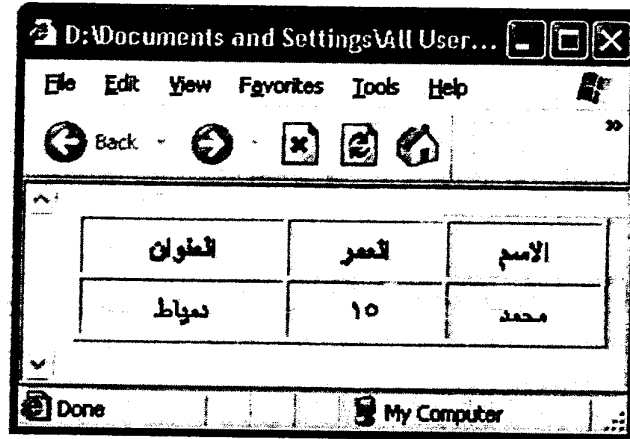 D:\Documents and Settings\All User...
File Edit View Favorites Tools Help
Back »
الاسم العمر العنوان
محمد ١٥ دمياط
Done My Computer